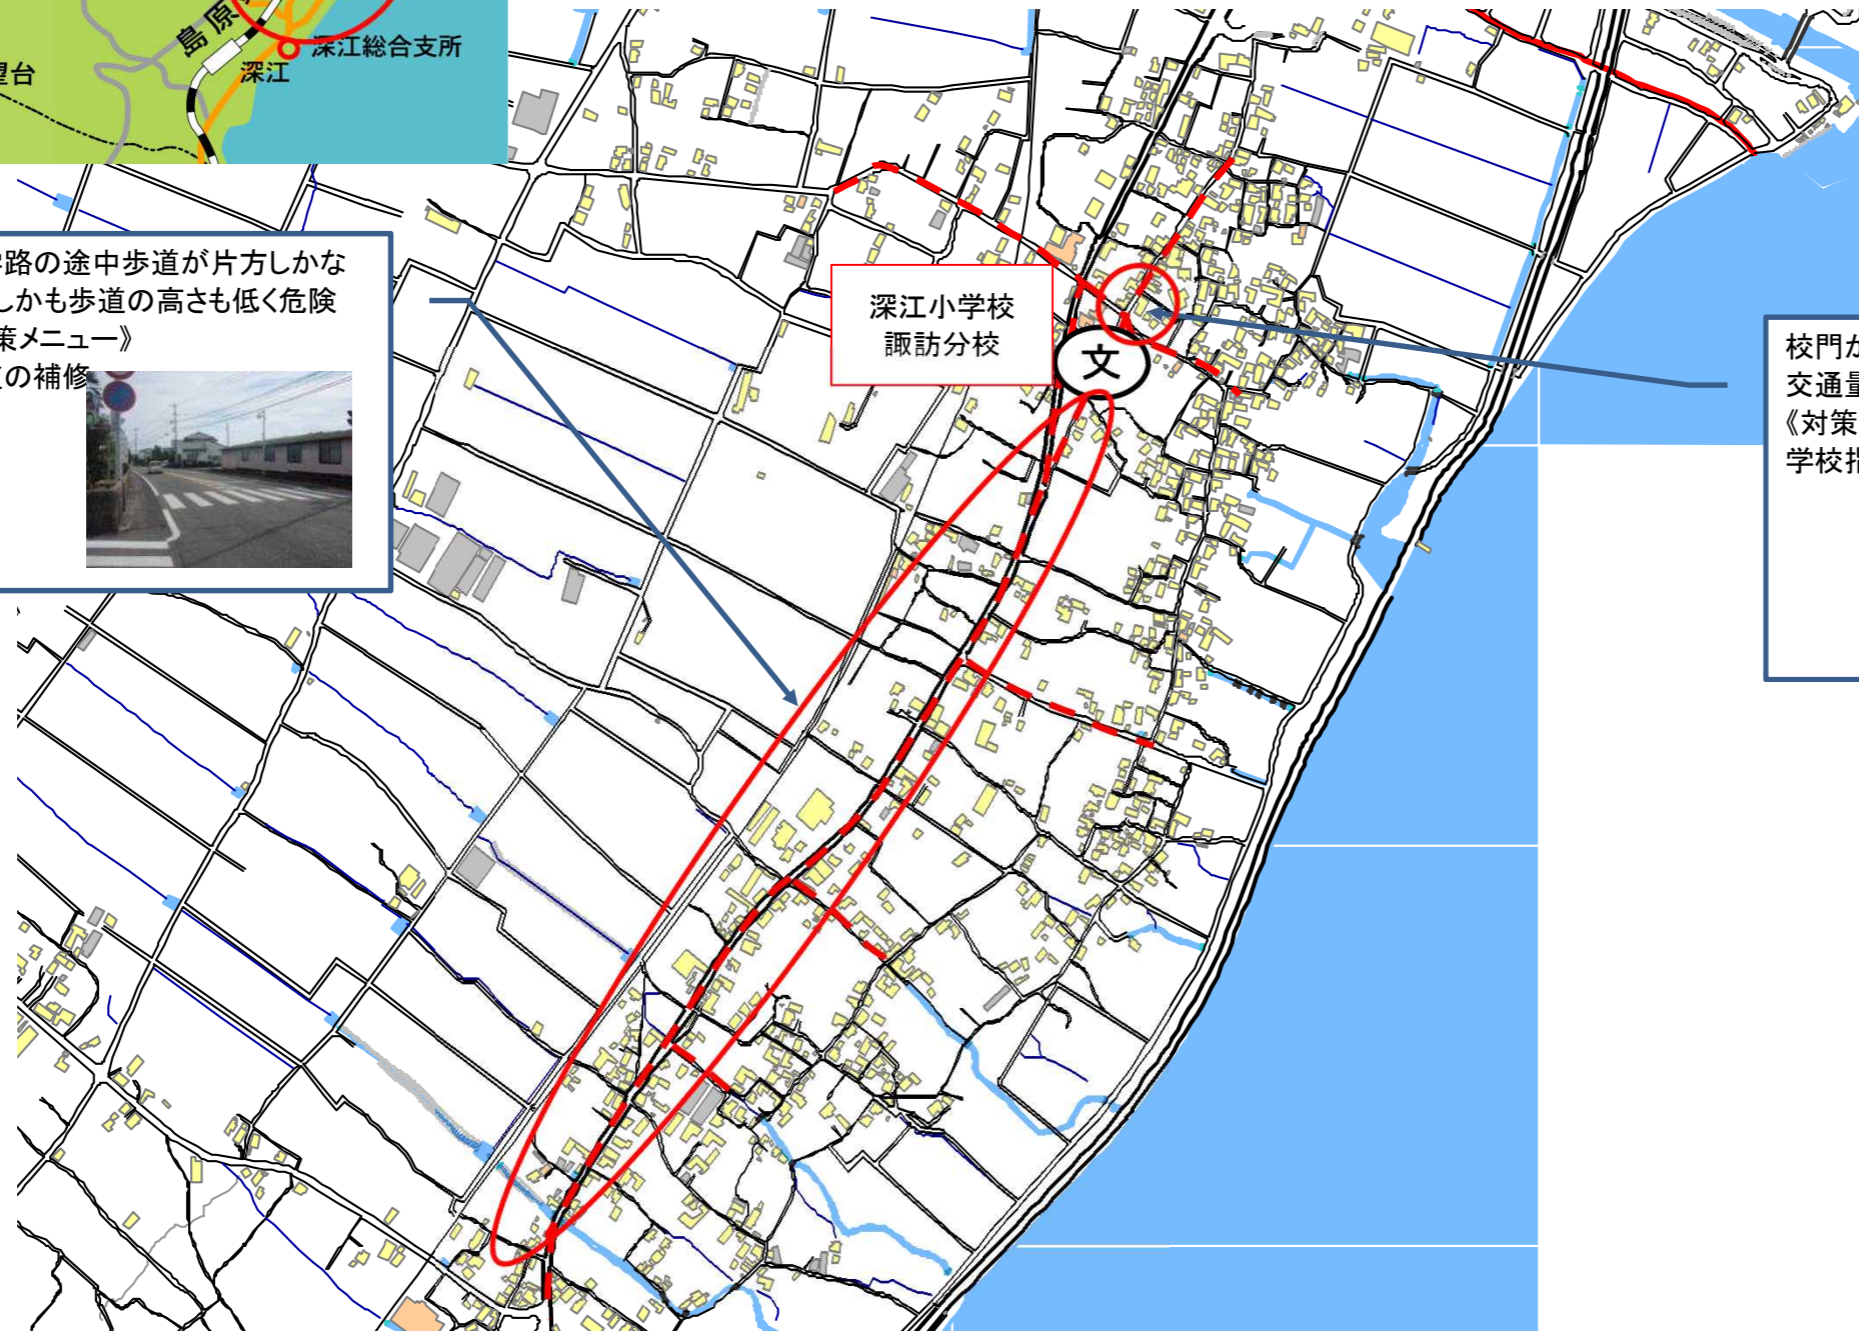 島原
深江総合支所
深江
望台
路の途中歩道が片方しかな
しかも歩道の高さも低く危険
策メニュー》
の補修
深江小学校
諏訪分校
文
校門か
交通量
《対策
学校指